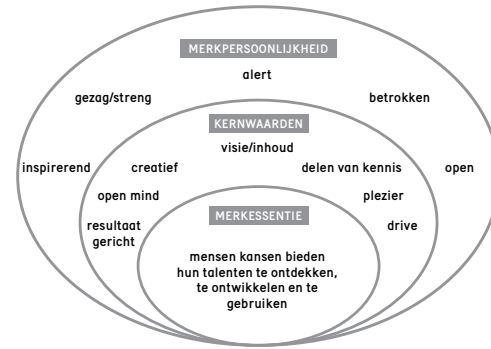 MERKPERSOONLIJKHEID
alert
gezag/streng
betrokken
KERNWAARDEN
visie/inhoud
inspirerend
creatief
delen van kennis
open
open mind
plezier
resultaat
gericht
drive
MERKESSENTIE
mensen kansen bieden
hun talenten te ontdekken,
te ontwikkelen en te
gebruiken